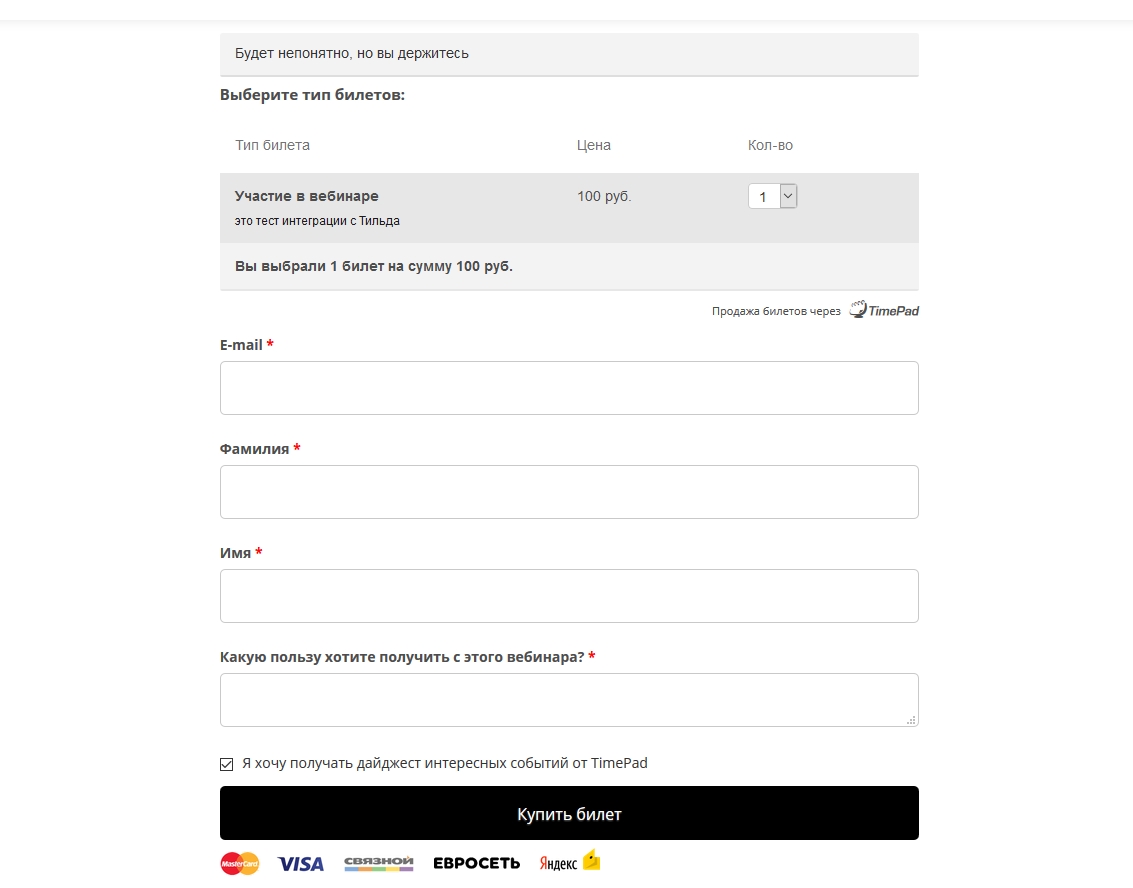 Будет непонятно, но вы держитесь
Выберите тип билетов:
Тип билета Цена Кол-во
Участие в вебинаре 100 руб. 1
это тест интеграции с Тильда
Вы выбрали 1 билет на сумму 100 руб.
Продажа билетов через TimePad
E-mail *
Фамилия *
Имя *
Какую пользу хотите получить с этого вебинара? *
Я хочу получать дайджест интересных событий от TimePad
Купить билет
MasterCard VISA СВЯЗНОЙ ЕВРОСЕТЬ Яндекс